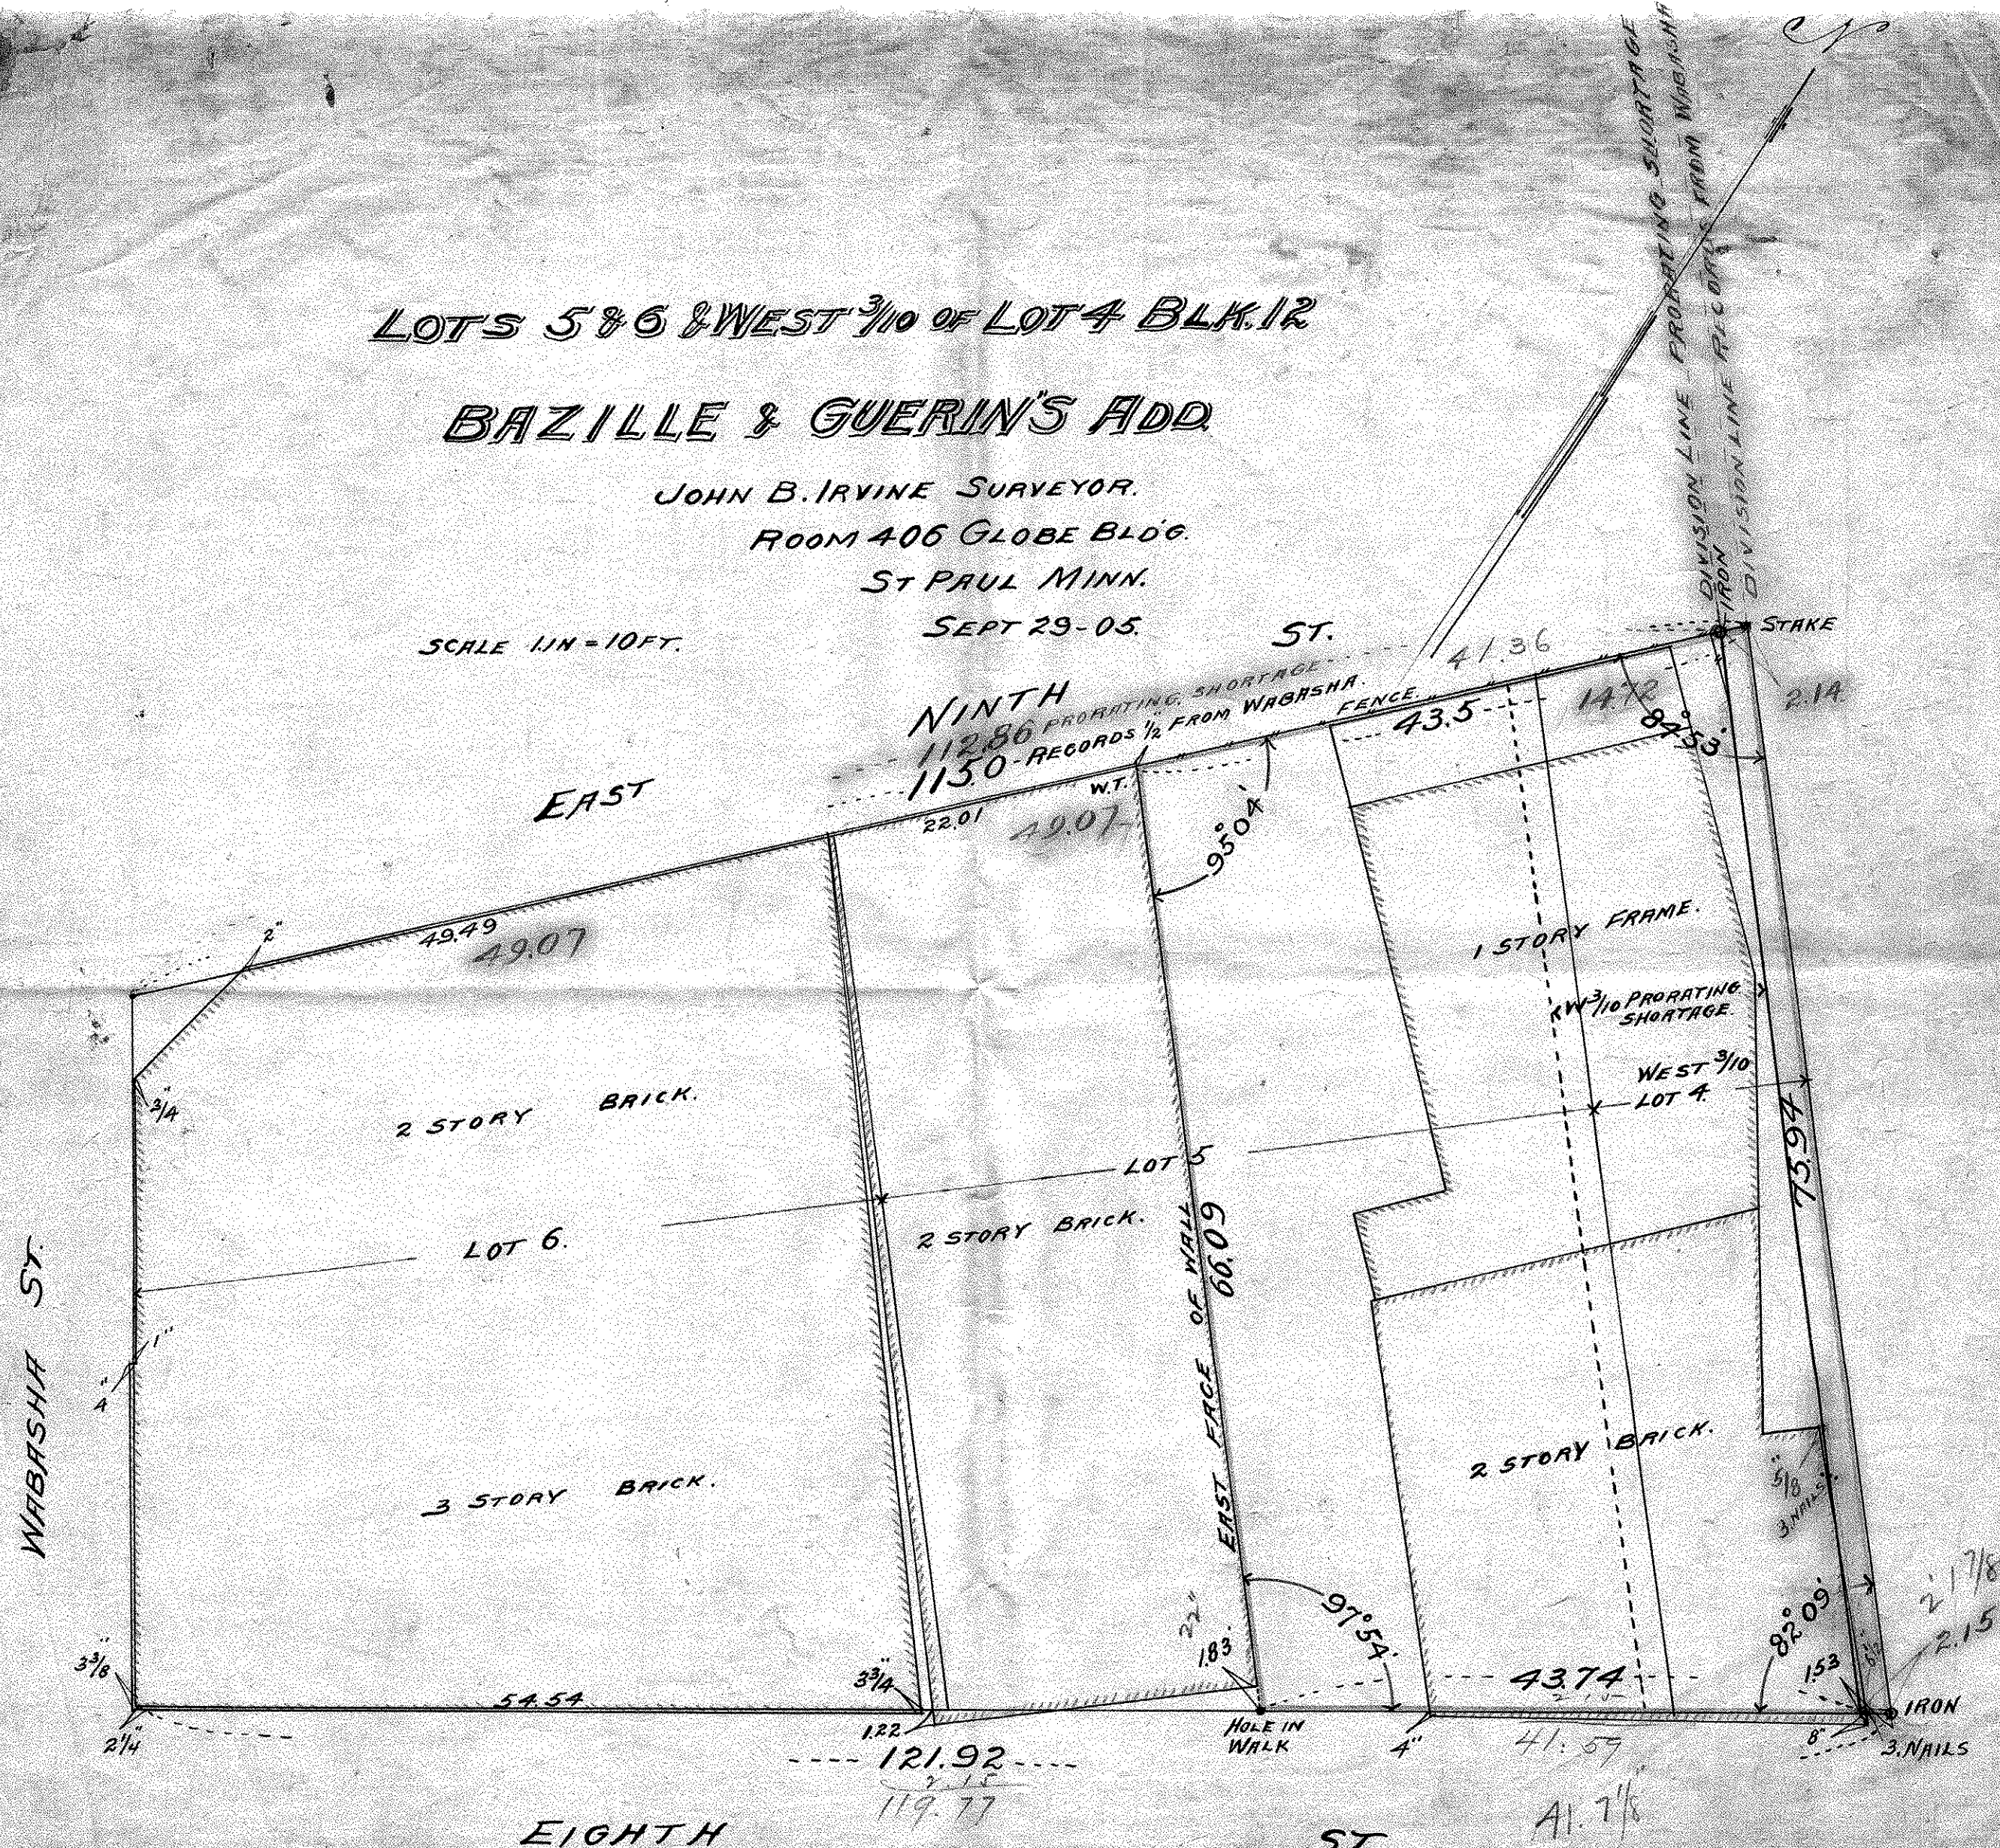 DIVISION LINE PRORATING SHORTAGE
IRON
DIVISION LINE RECORDS FROM WABASHA
N
LOTS 5 & 6 & WEST 3/10 OF LOT 4 BLK. 12
BAZILLE & GUERIN'S ADD.
JOHN B. IRVINE SURVEYOR.
ROOM 406 GLOBE BLD'G.
ST PAUL MINN.
SEPT 29-05.
SCALE 1.IN = 10 FT.
EAST NINTH ST.
112.86 PRORATING SHORTAGE
115.0 - RECORDS 1/2" FROM WABASHA.
FENCE.
41.36
43.5
14.72
84° 53'
STAKE
2.14
W.T.
22.01
49.07
95° 04'
49.49
49.07
2"
3/4"
1 STORY FRAME.
W 3/10 PRORATING
SHORTAGE.
WEST 3/10
LOT 4.
75.94
2 STORY BRICK.
LOT 5
2 STORY BRICK.
LOT 6.
EAST FACE OF WALL
66.09
1"
4"
WABASHA ST.
3 STORY BRICK.
2 STORY BRICK.
5/8"
3. NAILS
22"
1.83
97° 54'
82° 09'
1.53
2' 1 7/8
2.15
3 3/8"
2 1/4"
54.54
3 3/4"
1.22
HOLE IN
WALK
4"
43.74
2.15
41.59
8"
IRON
3. NAILS
121.92
2.15
119.77
41. 7 1/8"
EIGHTH ST